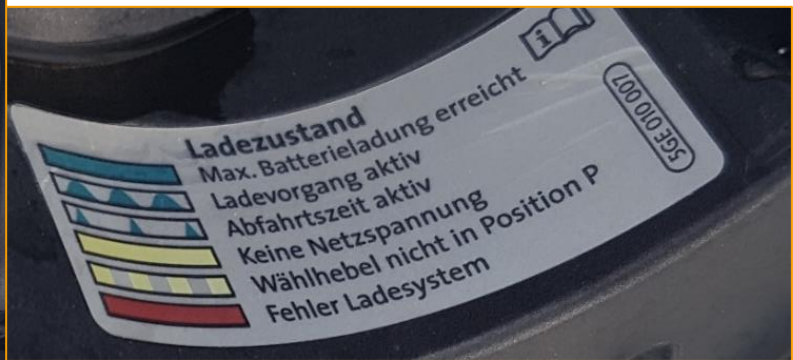 Ladezustand
Max. Batterieladung erreicht
Ladevorgang aktiv
Abfahrtszeit aktiv
Keine Netzspannung
Wählhebel nicht in Position P
Fehler Ladesystem
i
5GE 010 007